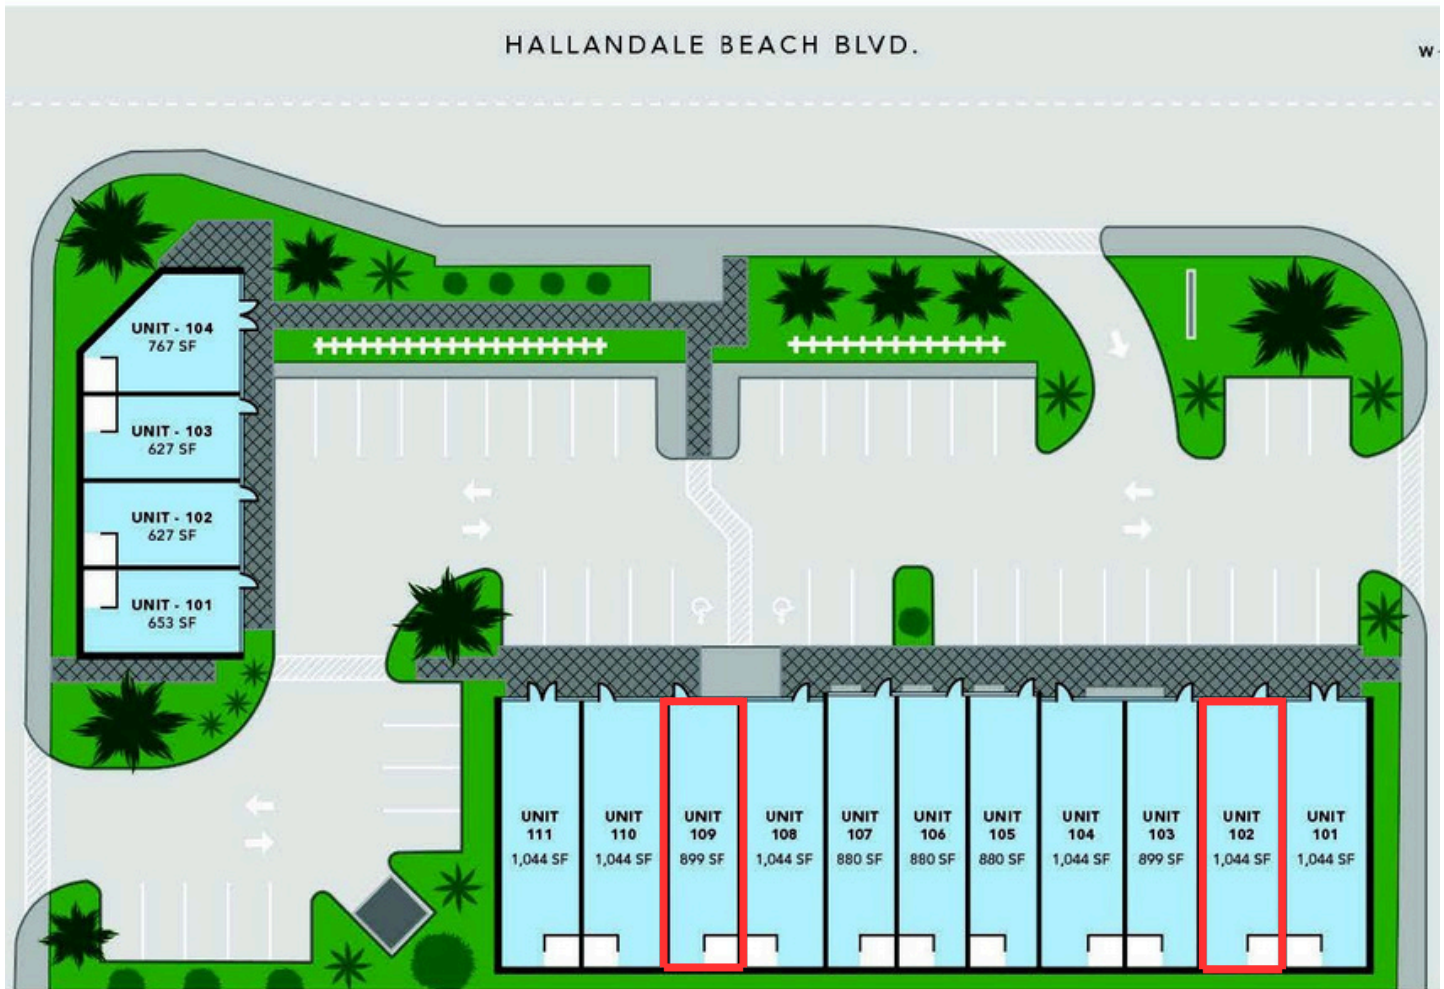 HALLANDALE BEACH BLVD.
W
UNIT - 104
767 SF
UNIT - 103
627 SF
UNIT - 102
627 SF
UNIT - 101
653 SF
UNIT
111
1,044 SF
UNIT
110
1,044 SF
UNIT
109
899 SF
UNIT
108
1,044 SF
UNIT
107
880 SF
UNIT
106
880 SF
UNIT
105
880 SF
UNIT
104
1,044 SF
UNIT
103
899 SF
UNIT
102
1,044 SF
UNIT
101
1,044 SF